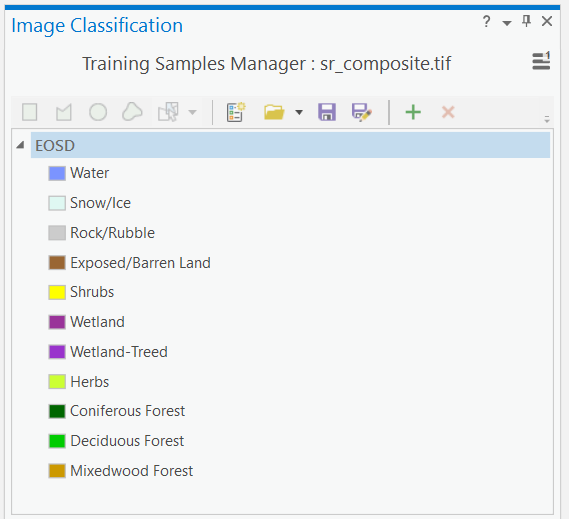 Image Classification
Training Samples Manager : sr_composite.tif
EOSD
Water
Snow/Ice
Rock/Rubble
Exposed/Barren Land
Shrubs
Wetland
Wetland-Treed
Herbs
Coniferous Forest
Deciduous Forest
Mixedwood Forest